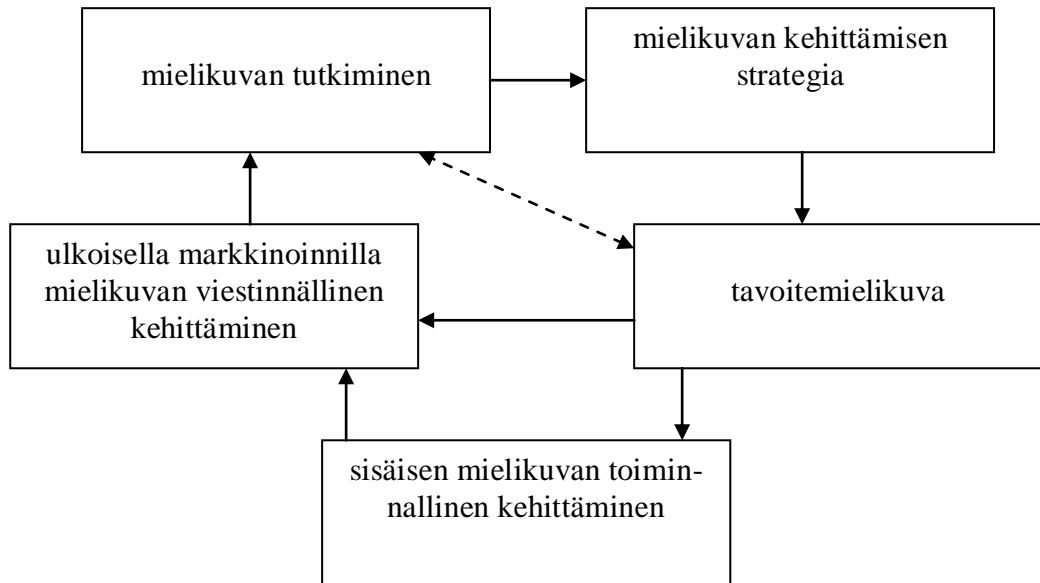 mielikuvan tutkiminen
mielikuvan kehittämisen
strategia
ulkoisella markkinoinnilla
mielikuvan viestinnällinen
kehittäminen
tavoitemielikuva
sisäisen mielikuvan toimin-
nallinen kehittäminen